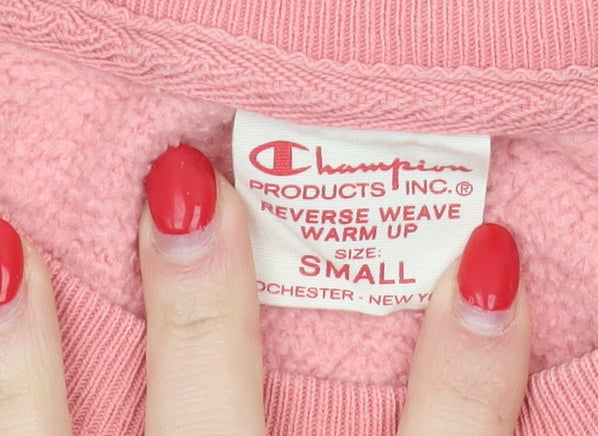 Champion
PRODUCTS INC.®
REVERSE WEAVE
WARM UP
SIZE:
SMALL
OCHESTER - NEW YO